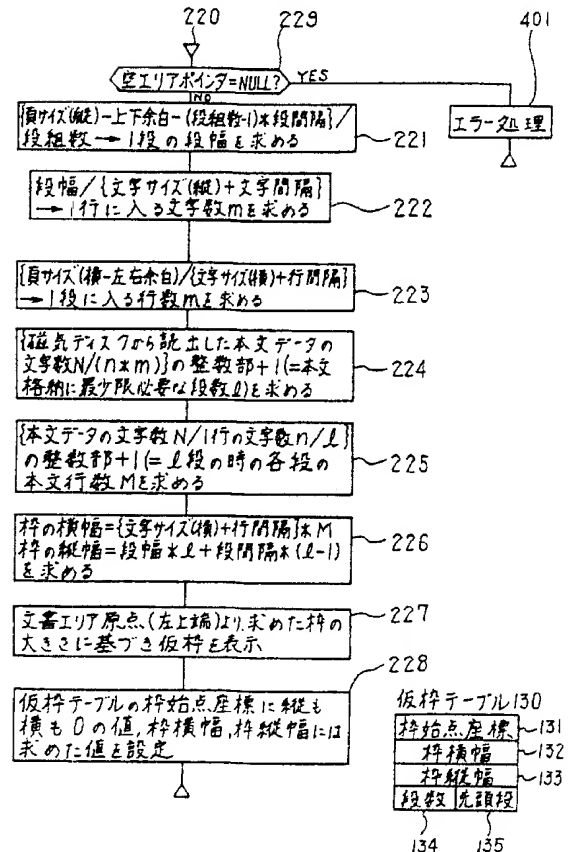 220
229
401
空エリアポインタ=NULL?
YES
NO
エラー処理
{頁サイズ(縦)-上下余白-(段組数-1)*段間隔}/
段組数→1段の段幅を求める
221
段幅/{文字サイズ(縦)+文字間隔}
→1行に入る文字数mを求める
222
{頁サイズ(横-左右余白)/{文字サイズ(横)+行間隔}
→1段に入る行数mを求める
223
{磁気ディスクから読出した本文データの
文字数N/(n*m)}の整数部+1(=本文
格納に最少限必要な段数l)を求める
224
{本文データの文字数N/1行の文字数n/l}
の整数部+1(=l段の時の各段の
本文行数Mを求める
225
枠の横幅={文字サイズ(横)+行間隔}*M
枠の縦幅=段幅*l+段間隔*(l-1)
を求める
226
文書エリア原点(左上端)より求めた枠の
大きさに基づき仮枠を表示
227
228
仮枠テーブルの枠始点座標に縦も
横も0の値,枠横幅,枠縦幅には
求めた値を設定
仮枠テーブル130
枠始点座標
131
枠横幅
132
枠縦幅
133
段数
先頭段
134
135